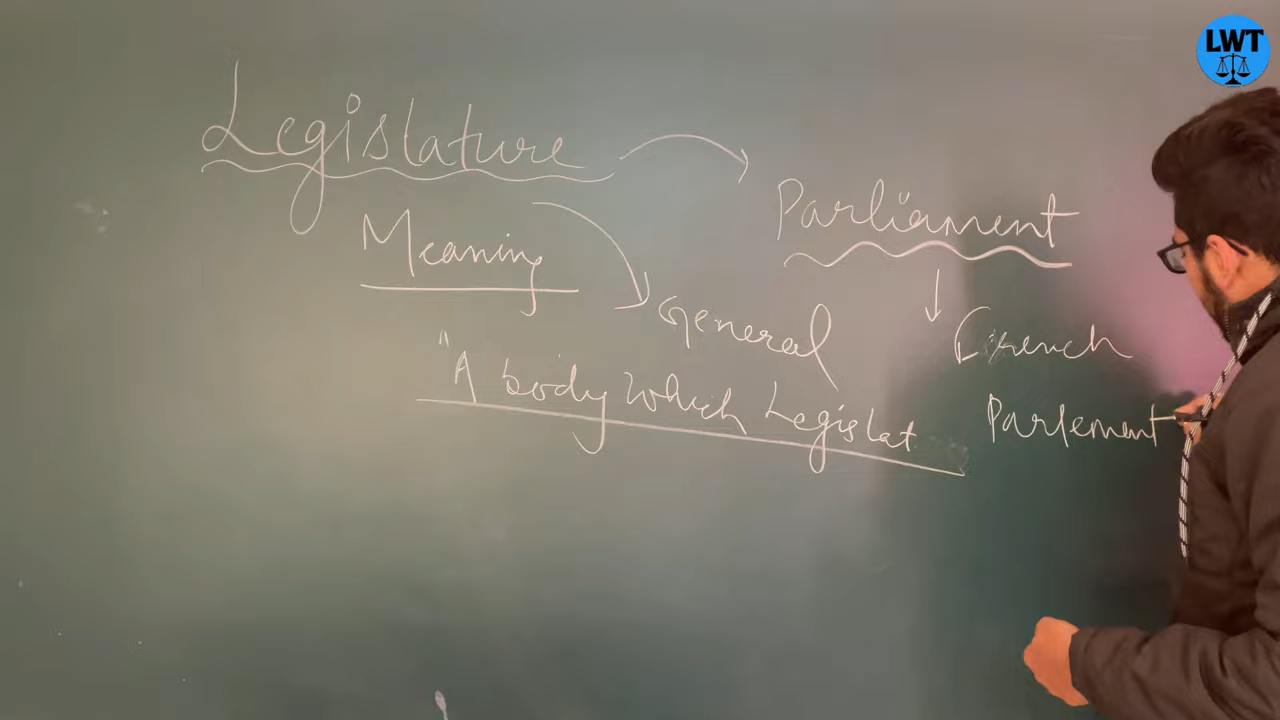 LWT
Legislature
Parliament
Meaning
General
French
"A body which Legislat
Parlement